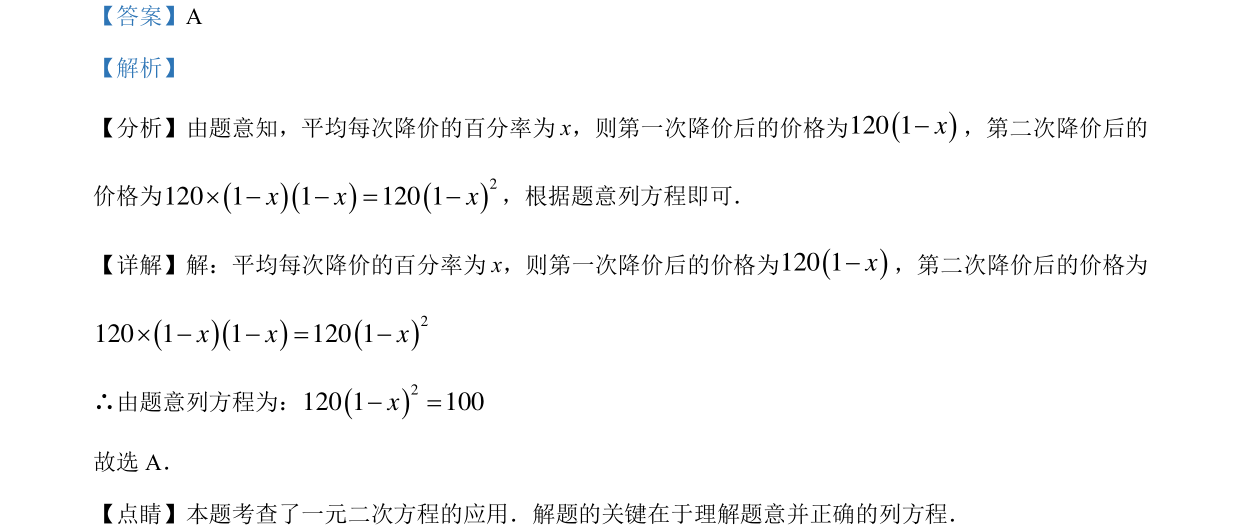 【答案】A
【解析】
【分析】由题意知，平均每次降价的百分率为 x，则第一次降价后的价格为120(1−x)，第二次降价后的
价格为120×(1−x)(1−x)=120(1−x)²，根据题意列方程即可．
【详解】解：平均每次降价的百分率为 x，则第一次降价后的价格为120(1−x)，第二次降价后的价格为
120×(1−x)(1−x)=120(1−x)²
∴由题意列方程为：120(1−x)²=100
故选 A．
【点睛】本题考查了一元二次方程的应用．解题的关键在于理解题意并正确的列方程．